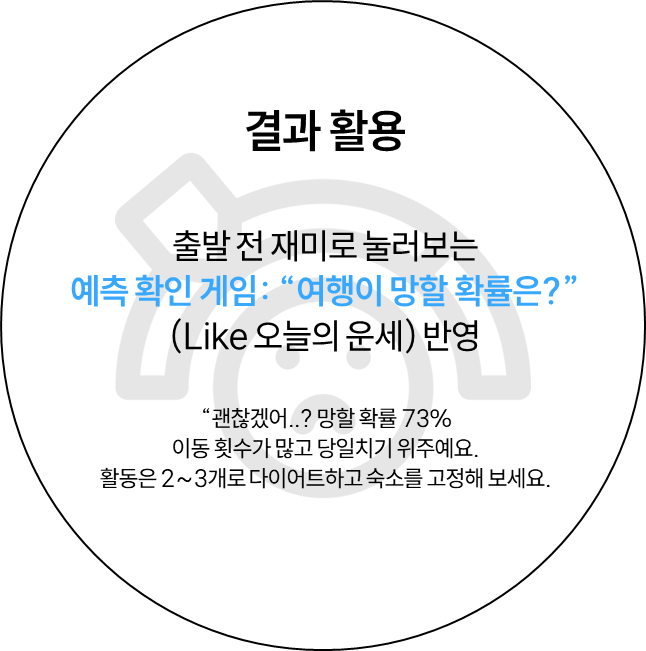 결과 활용
출발 전 재미로 눌러보는
예측 확인 게임: “여행이 망할 확률은?”
(Like 오늘의 운세) 반영
“괜찮겠어..? 망할 확률 73%
이동 횟수가 많고 당일치기 위주예요.
활동은 2~3개로 다이어트하고 숙소를 고정해 보세요.